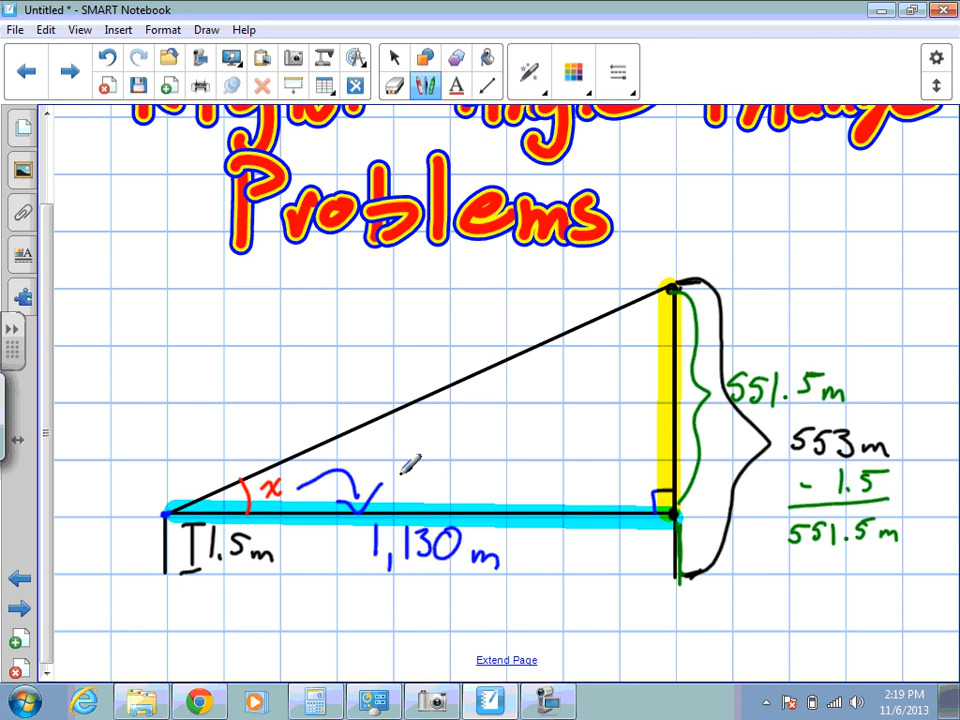 Untitled * - SMART Notebook
File Edit View Insert Format Draw Help
Problems
551.5m
553m
- 1.5
551.5m
x
1.5m
1,130 m
Extend Page
2:19 PM
11/6/2013